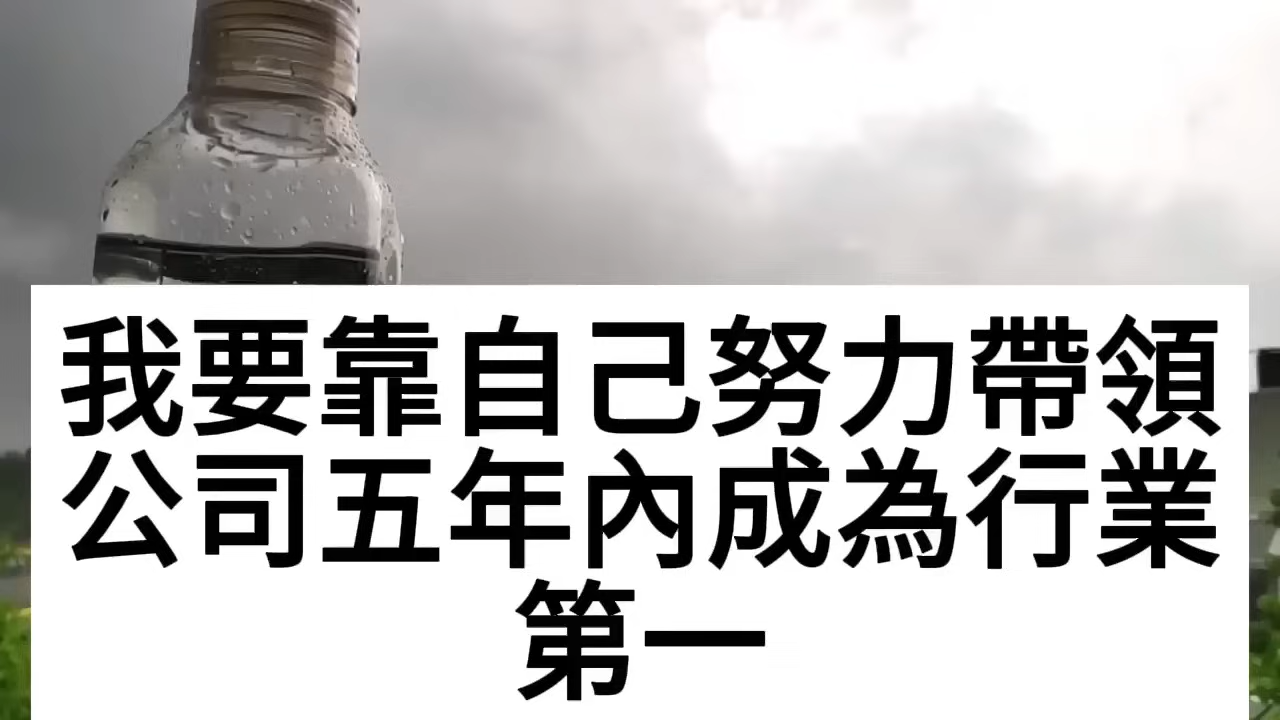 我要靠自己努力帶領
公司五年內成為行業
第一